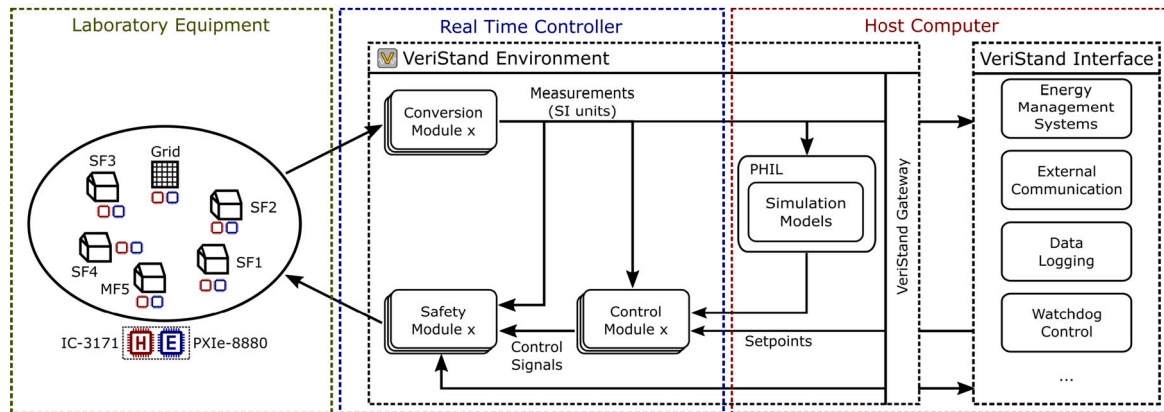 Laboratory Equipment
Real Time Controller
Host Computer
V VeriStand Environment
VeriStand Interface
Conversion
Module x
Measurements
(SI units)
PHIL
Simulation
Models
VeriStand Gateway
Energy
Management
Systems
External
Communication
Data
Logging
Watchdog
Control
...
SF3
Grid
SF2
SF4
SF1
MF5
IC-3171
H
E
PXIe-8880
Safety
Module x
Control
Signals
Control
Module x
Setpoints